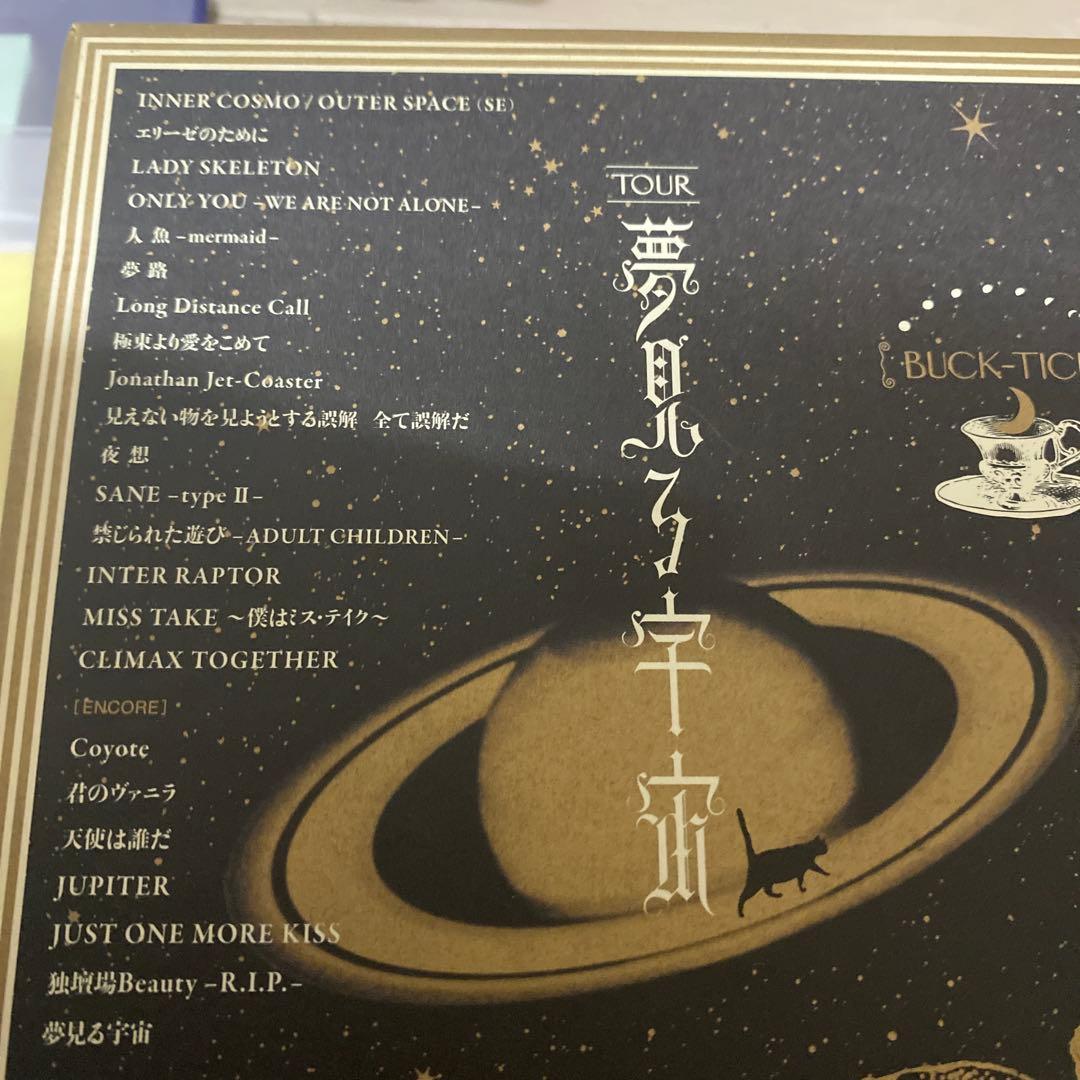 INNER COSMO / OUTER SPACE (SE)
エリーゼのために
LADY SKELETON
ONLY YOU -WE ARE NOT ALONE-
人魚 -mermaid-
夢路
Long Distance Call
極東より愛をこめて
Jonathan Jet-Coaster
見えない物を見ようとする誤解 全て誤解だ
夜想
SANE -type II-
禁じられた遊び -ADULT CHILDREN-
INTER RAPTOR
MISS TAKE ～僕はミス・テイク～
CLIMAX TOGETHER
[ENCORE]
Coyote
君のヴァニラ
天使は誰だ
JUPITER
JUST ONE MORE KISS
独壇場Beauty -R.I.P.-
夢見る宇宙
TOUR
夢見る宇宙
BUCK-TIC